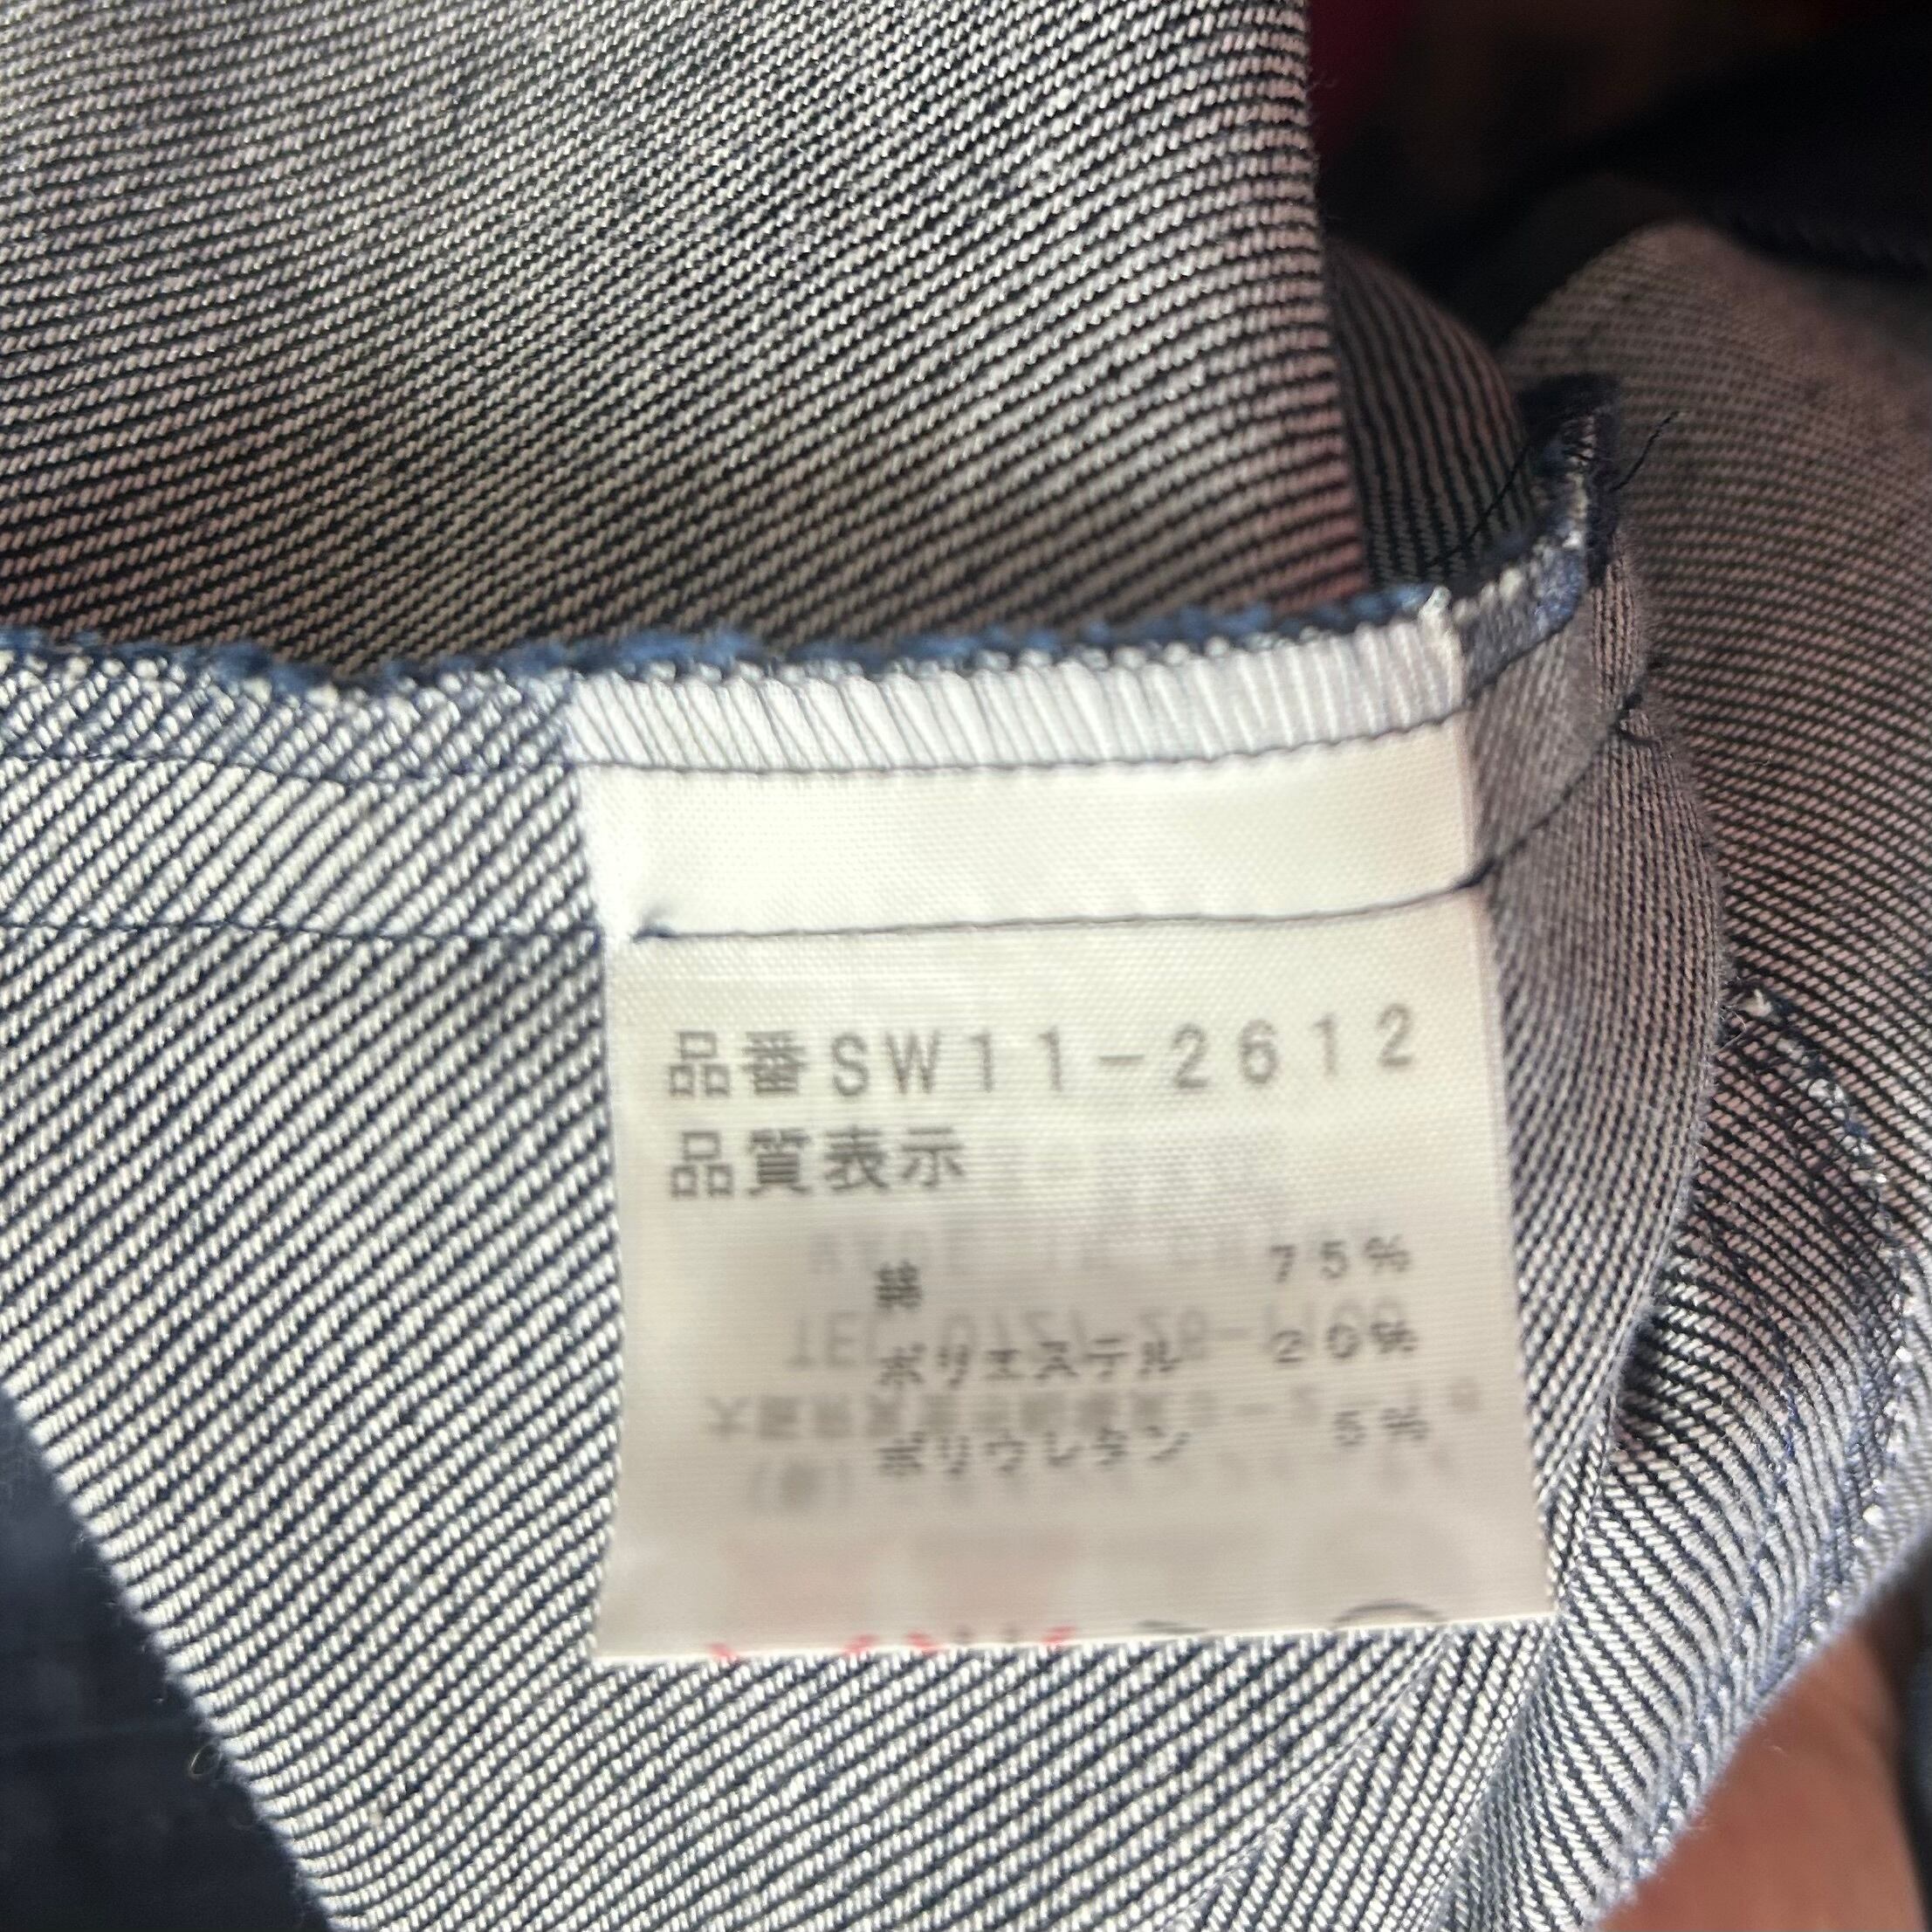 品番SW11-2612
品質表示
綿 75%
ポリエステル 20%
ポリウレタン 5%